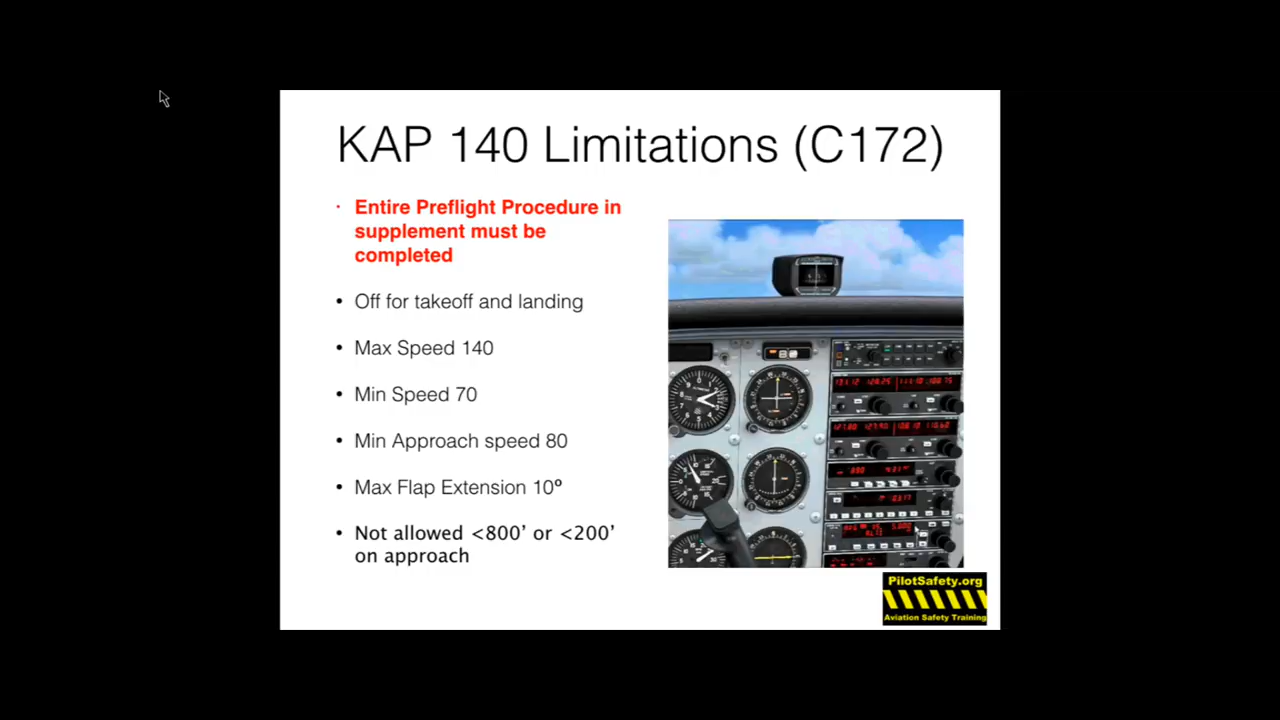 KAP 140 Limitations (C172)
• Entire Preflight Procedure in
supplement must be
completed
• Off for takeoff and landing
• Max Speed 140
• Min Speed 70
• Min Approach speed 80
• Max Flap Extension 10º
• Not allowed <800’ or <200’
on approach
PilotSafety.org
Aviation Safety Training